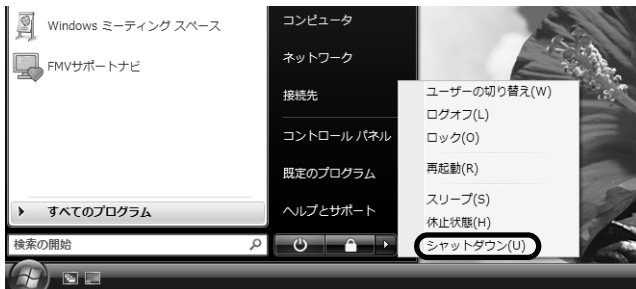 Windows ミーティング スペース
FMVサポートナビ
すべてのプログラム
検索の開始
コンピュータ
ネットワーク
接続先
コントロール パネル
既定のプログラム
ヘルプとサポート
ユーザーの切り替え(W)
ログオフ(L)
ロック(O)
再起動(R)
スリープ(S)
休止状態(H)
シャットダウン(U)